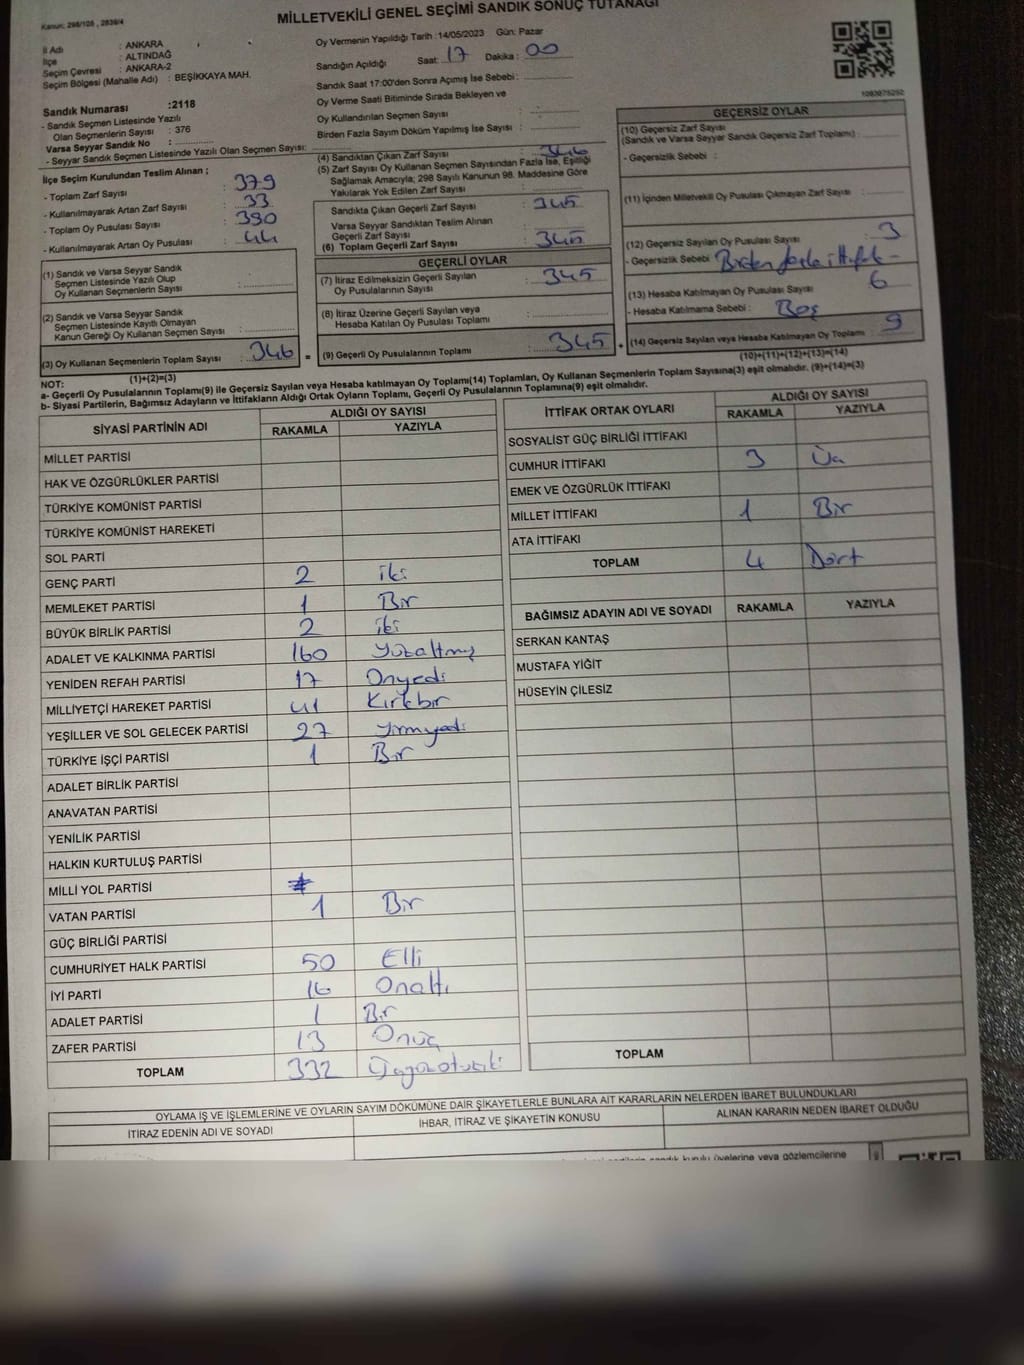 MİLLETVEKİLİ GENEL SEÇİMİ SANDIK SONUÇ TUTANAĞI
Kanun: 298/105 , 2839/4
İl Adı : ANKARA
İlçe : ALTINDAĞ
Seçim Çevresi : ANKARA-2
Seçim Bölgesi (Mahalle Adı) : BEŞİKKAYA MAH.
Oy Vermenin Yapıldığı Tarih :14/05/2023 Gün: Pazar
Sandığın Açıldığı Saat: 17 Dakika: 00
Sandık Saat 17:00'den Sonra Açımış İse Sebebi :
Oy Verme Saati Bitiminde Sırada Bekleyen ve
Oy Kullandırılan Seçmen Sayısı :
Birden Fazla Sayım Döküm Yapılmış İse Sayısı :
1083875292
Sandık Numarası :2118
- Sandık Seçmen Listesinde Yazılı
Olan Seçmenlerin Sayısı : 376
Varsa Seyyar Sandık No :
- Seyyar Sandık Seçmen Listesinde Yazılı Olan Seçmen Sayısı:
İlçe Seçim Kurulundan Teslim Alınan ;
- Toplam Zarf Sayısı : 379
- Kullanılmayarak Artan Zarf Sayısı : 33
- Toplam Oy Pusulası Sayısı : 390
- Kullanılmayarak Artan Oy Pusulası : 44
(1) Sandık ve Varsa Seyyar Sandık
Seçmen Listesinde Yazılı Olup
Oy Kullanan Seçmenlerin Sayısı :
(2) Sandık ve Varsa Seyyar Sandık
Seçmen Listesinde Kayıtlı Olmayan
Kanun Gereği Oy Kullanan Seçmen Sayısı :
(3) Oy Kullanan Seçmenlerin Toplam Sayısı : 346 =
(1)+(2)=(3)
(4) Sandıktan Çıkan Zarf Sayısı : 346
(5) Zarf Sayısı Oy Kullanan Seçmen Sayısından Fazla İse, Eşitliği
Sağlamak Amacıyla; 298 Sayılı Kanunun 98. Maddesine Göre
Yakılarak Yok Edilen Zarf Sayısı :
Sandıkta Çıkan Geçerli Zarf Sayısı : 345
Varsa Seyyar Sandıktan Teslim Alınan
Geçerli Zarf Sayısı :
(6) Toplam Geçerli Zarf Sayısı : 345
GEÇERLİ OYLAR
(7) İtiraz Edilmeksizin Geçerli Sayılan
Oy Pusulalarının Sayısı : 345
(8) İtiraz Üzerine Geçerli Sayılan veya
Hesaba Katılan Oy Pusulası Toplamı :
(9) Geçerli Oy Pusulalarının Toplamı : 345 +
GEÇERSİZ OYLAR
(10) Geçersiz Zarf Sayısı
(Sandık ve Varsa Seyyar Sandık Geçersiz Zarf Toplamı) :
- Geçersizlik Sebebi :
(11) İçinden Milletvekili Oy Pusulası Çıkmayan Zarf Sayısı :
(12) Geçersiz Sayılan Oy Pusulası Sayısı : 3
- Geçersizlik Sebebi : Birden fazla ittifak -
(13) Hesaba Katılmayan Oy Pusulası Sayısı : 6
- Hesaba Katılmama Sebebi : Boş
(14) Geçersiz Sayılan veya Hesaba Katılmayan Oy Toplamı : 9
(10)+(11)+(12)+(13)=(14)
NOT:
a- Geçerli Oy Pusulalarının Toplamı(9) ile Geçersiz Sayılan veya Hesaba katılmayan Oy Toplamı(14) Toplamları, Oy Kullanan Seçmenlerin Toplam Sayısına(3) eşit olmalıdır. (9)+(14)=(3)
b- Siyasi Partilerin, Bağımsız Adayların ve İttifakların Aldığı Ortak Oyların Toplamı, Geçerli Oy Pusulalarının Toplamına(9) eşit olmalıdır.
SİYASİ PARTİNİN ADI ALDIĞI OY SAYISI
RAKAMLA YAZIYLA
MİLLET PARTİSİ
HAK VE ÖZGÜRLÜKLER PARTİSİ
TÜRKİYE KOMÜNİST PARTİSİ
TÜRKİYE KOMÜNİST HAREKETİ
SOL PARTİ
GENÇ PARTİ 2 iki
MEMLEKET PARTİSİ 1 Bir
BÜYÜK BİRLİK PARTİSİ 2 iki
ADALET VE KALKINMA PARTİSİ 160 Yüzaltmış
YENİDEN REFAH PARTİSİ 17 Onyedi
MİLLİYETÇİ HAREKET PARTİSİ 41 Kırkbir
YEŞİLLER VE SOL GELECEK PARTİSİ 27 Yirmiyedi
TÜRKİYE İŞÇİ PARTİSİ 1 Bir
ADALET BİRLİK PARTİSİ
ANAVATAN PARTİSİ
YENİLİK PARTİSİ
HALKIN KURTULUŞ PARTİSİ
MİLLİ YOL PARTİSİ
VATAN PARTİSİ 1 Bir
GÜÇ BİRLİĞİ PARTİSİ
CUMHURİYET HALK PARTİSİ 50 Elli
İYİ PARTİ 16 Onaltı
ADALET PARTİSİ 1 Bir
ZAFER PARTİSİ 13 Onüç
TOPLAM 332 Üçyüzotuziki
İTTİFAK ORTAK OYLARI ALDIĞI OY SAYISI
RAKAMLA YAZIYLA
SOSYALİST GÜÇ BİRLİĞİ İTTİFAKI
CUMHUR İTTİFAKI 3 Üç
EMEK VE ÖZGÜRLÜK İTTİFAKI
MİLLET İTTİFAKI 1 Bir
ATA İTTİFAKI
TOPLAM 4 Dört
BAĞIMSIZ ADAYIN ADI VE SOYADI RAKAMLA YAZIYLA
SERKAN KANTAŞ
MUSTAFA YİĞİT
HÜSEYİN ÇİLESİZ
TOPLAM
OYLAMA İŞ VE İŞLEMLERİNE VE OYLARIN SAYIM DÖKÜMÜNE DAİR ŞİKAYETLERLE BUNLARA AİT KARARLARIN NELERDEN İBARET BULUNDUKLARI
İTİRAZ EDENİN ADI VE SOYADI İHBAR, İTİRAZ VE ŞİKAYETİN KONUSU ALINAN KARARIN NEDEN İBARET OLDUĞU
sandık kurulu üyelerine veya gözlemcilerine